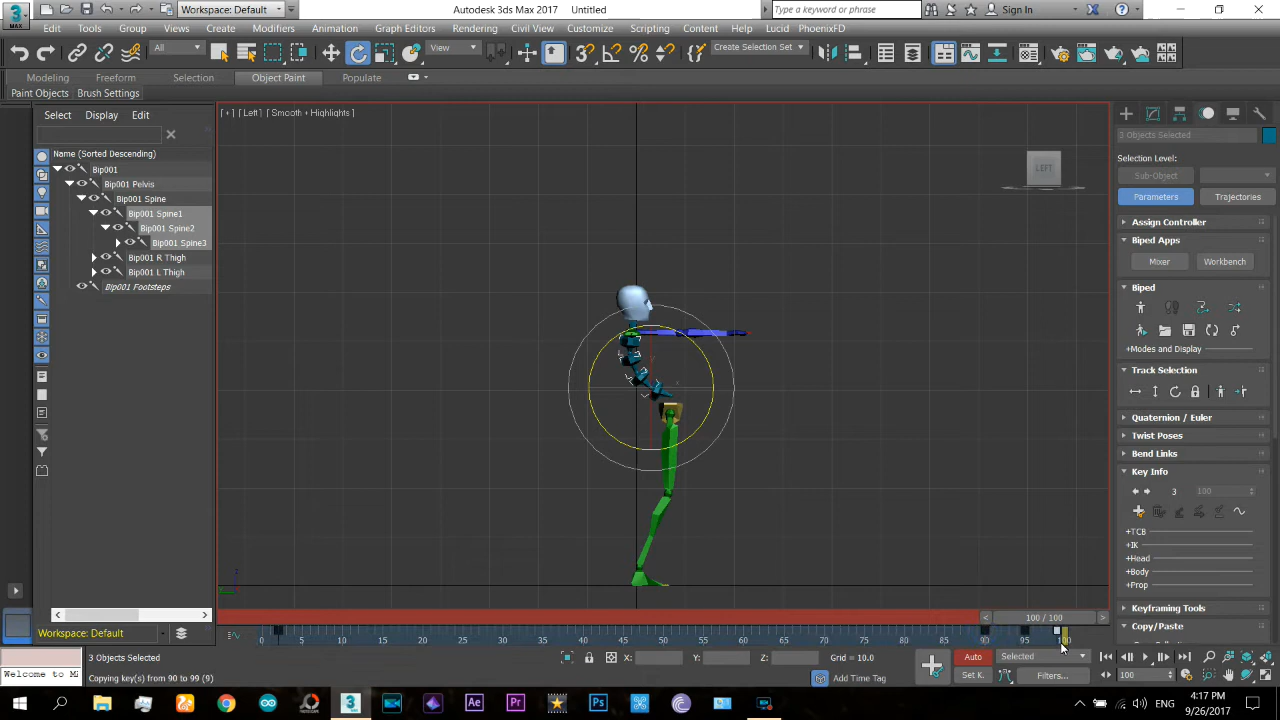 Workspace: Default
Autodesk 3ds Max 2017 Untitled
Type a keyword or phrase
Sign In
MAX
Edit Tools Group Views Create Modifiers Animation Graph Editors Rendering Civil View Customize Scripting Content Help Lucid PhoenixFD
All
View
Create Selection Set
Modeling Freeform Selection Object Paint Populate
Paint Objects Brush Settings
Select Display Edit
[+] [Left] [Smooth + Highlights]
LEFT
Name (Sorted Descending)
Bip001
Bip001 Pelvis
Bip001 Spine
Bip001 Spine1
Bip001 Spine2
Bip001 Spine3
Bip001 R Thigh
Bip001 L Thigh
Bip001 Footsteps
3 Objects Selected
Selection Level:
Sub-Object
Parameters Trajectories
Assign Controller
Biped Apps
Mixer Workbench
Biped
+Modes and Display
Track Selection
Quaternion / Euler
Twist Poses
Bend Links
Key Info
3 100
+TCB
+IK
+Head
+Body
+Prop
Keyframing Tools
Copy/Paste
100 / 100
0 5 10 15 20 25 30 35 40 45 50 55 60 65 70 75 80 85 90 95 100
Workspace: Default
3 Objects Selected
X: Y: Z: Grid = 10.0
Auto Selected
Welcome to Mi
Copying key(s) from 90 to 99 (9)
Add Time Tag
Set K. Filters...
100
Ae Pr Ps
ENG
4:17 PM
9/26/2017